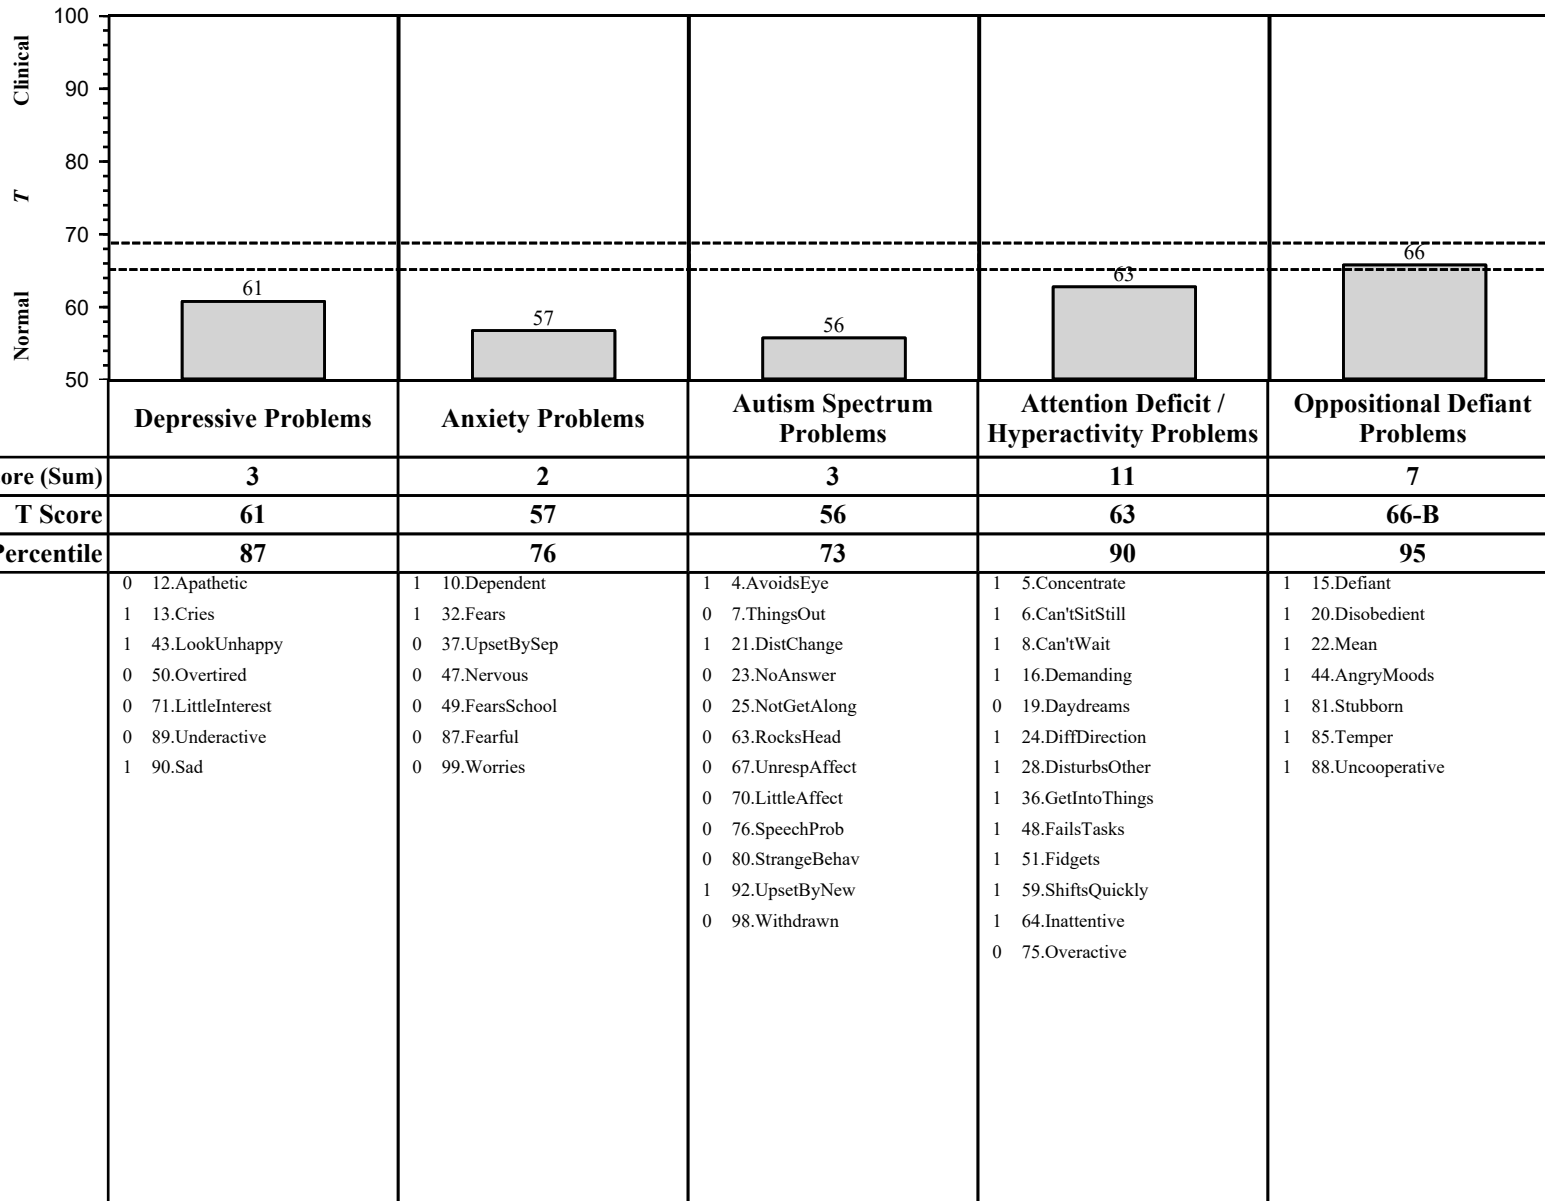 100
90
80
70
60
50
Clinical
T
Normal
61
57
56
63
66
Depressive Problems
Anxiety Problems
Autism Spectrum
Problems
Attention Deficit /
Hyperactivity Problems
Oppositional Defiant
Problems
ore (Sum) 3 2 3 11 7
T Score 61 57 56 63 66-B
Percentile 87 76 73 90 95
0 12.Apathetic
1 13.Cries
1 43.LookUnhappy
0 50.Overtired
0 71.LittleInterest
0 89.Underactive
1 90.Sad
1 10.Dependent
1 32.Fears
0 37.UpsetBySep
0 47.Nervous
0 49.FearsSchool
0 87.Fearful
0 99.Worries
1 4.AvoidsEye
0 7.ThingsOut
1 21.DistChange
0 23.NoAnswer
0 25.NotGetAlong
0 63.RocksHead
0 67.UnrespAffect
0 70.LittleAffect
0 76.SpeechProb
0 80.StrangeBehav
1 92.UpsetByNew
0 98.Withdrawn
1 5.Concentrate
1 6.Can'tSitStill
1 8.Can'tWait
1 16.Demanding
0 19.Daydreams
1 24.DiffDirection
1 28.DisturbsOther
1 36.GetIntoThings
1 48.FailsTasks
1 51.Fidgets
1 59.ShiftsQuickly
1 64.Inattentive
0 75.Overactive
1 15.Defiant
1 20.Disobedient
1 22.Mean
1 44.AngryMoods
1 81.Stubborn
1 85.Temper
1 88.Uncooperative